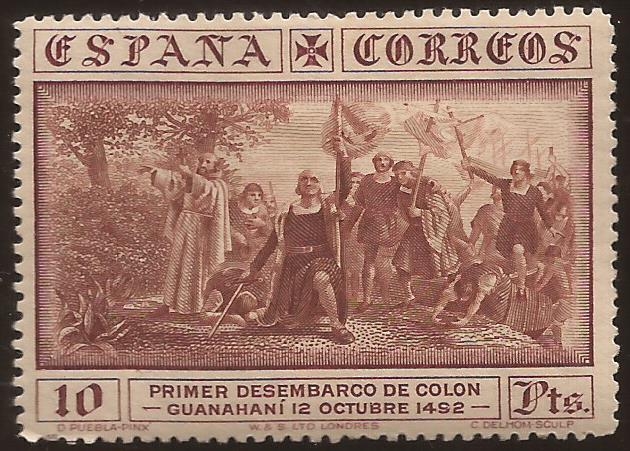 ESPAÑA CORREOS
10 PRIMER DESEMBARCO DE COLON Pts.
— GUANAHANÍ 12 OCTUBRE 1492 —
D. PUEBLA-PINX W. & S. LTD LONDRES C. DELHOM-SCULP